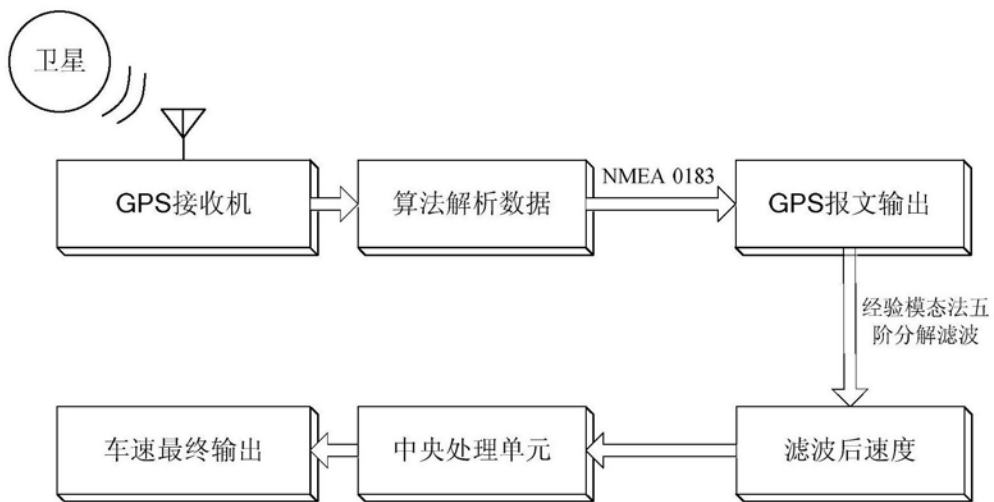 卫星
GPS接收机
算法解析数据
NMEA 0183
GPS报文输出
经验模态法五
阶分解滤波
车速最终输出
中央处理单元
滤波后速度